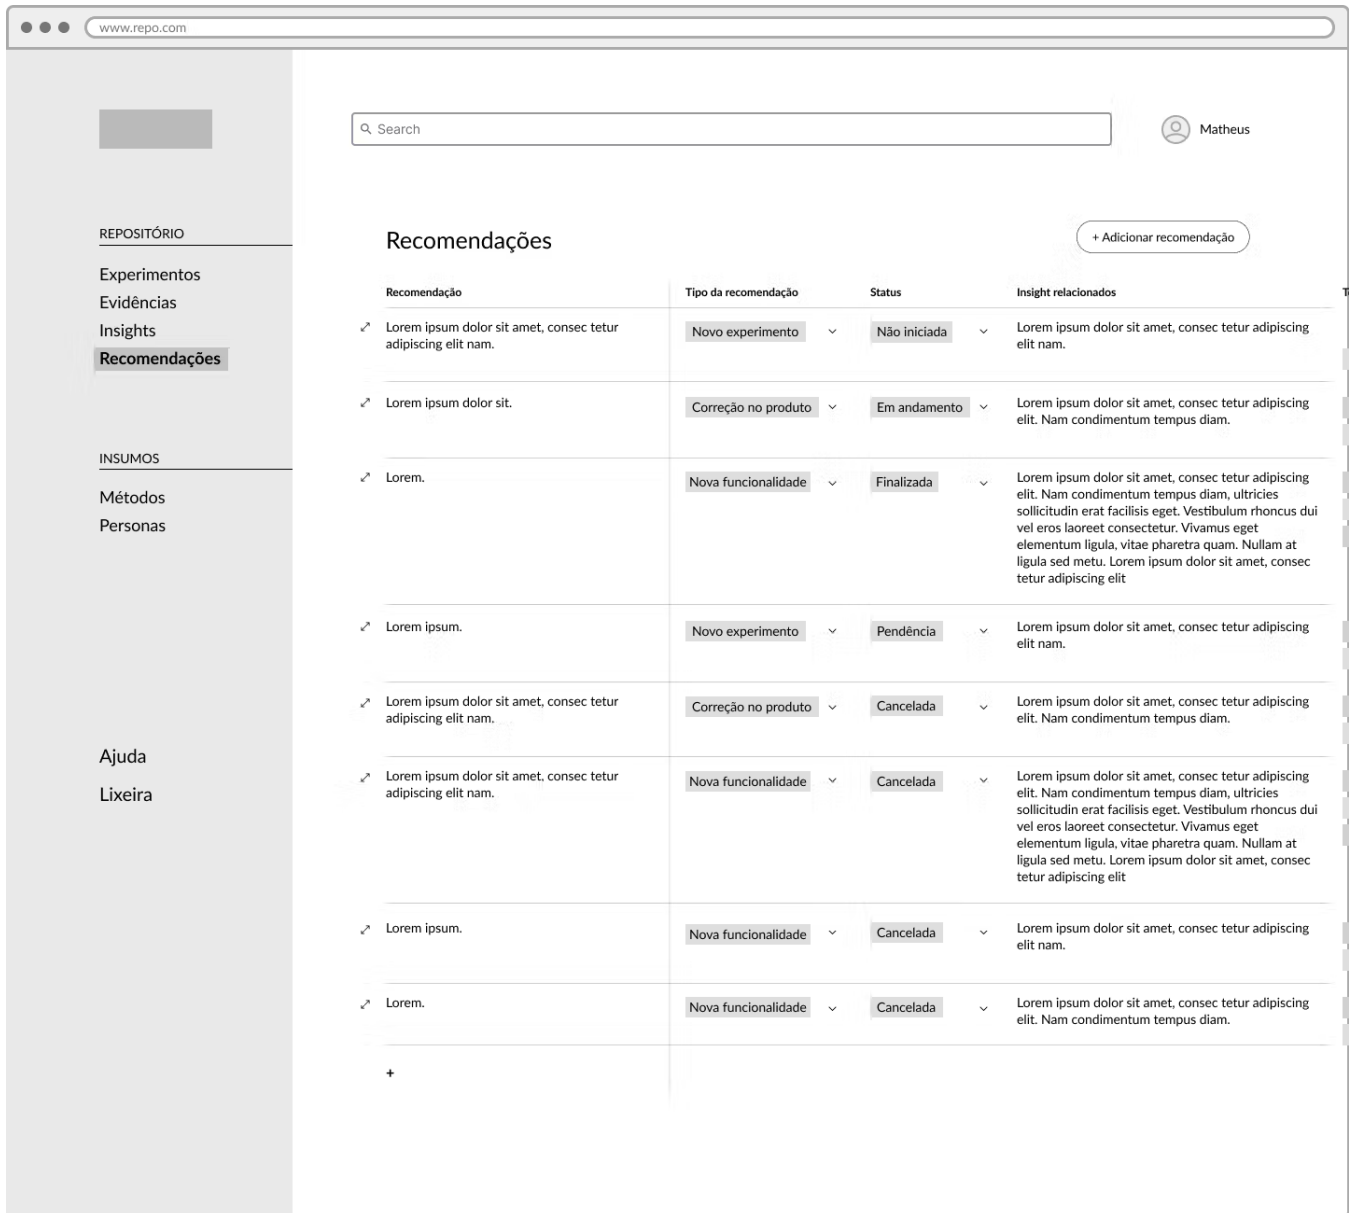 www.repo.com
Search
Matheus
REPOSITÓRIO
Experimentos
Evidências
Insights
Recomendações
INSUMOS
Métodos
Personas
Ajuda
Lixeira
Recomendações
+ Adicionar recomendação
Recomendação Tipo da recomendação Status Insight relacionados
Lorem ipsum dolor sit amet, consec tetur
adipiscing elit nam.
Novo experimento
Não iniciada
Lorem ipsum dolor sit amet, consec tetur adipiscing
elit nam.
Lorem ipsum dolor sit.
Correção no produto
Em andamento
Lorem ipsum dolor sit amet, consec tetur adipiscing
elit. Nam condimentum tempus diam.
Lorem.
Nova funcionalidade
Finalizada
Lorem ipsum dolor sit amet, consec tetur adipiscing
elit. Nam condimentum tempus diam, ultricies
sollicitudin erat facilisis eget. Vestibulum rhoncus dui
vel eros laoreet consectetur. Vivamus eget
elementum ligula, vitae pharetra quam. Nullam at
ligula sed metu. Lorem ipsum dolor sit amet, consec
tetur adipiscing elit
Lorem ipsum.
Novo experimento
Pendência
Lorem ipsum dolor sit amet, consec tetur adipiscing
elit nam.
Lorem ipsum dolor sit amet, consec tetur
adipiscing elit nam.
Correção no produto
Cancelada
Lorem ipsum dolor sit amet, consec tetur adipiscing
elit. Nam condimentum tempus diam.
Lorem ipsum dolor sit amet, consec tetur
adipiscing elit nam.
Nova funcionalidade
Cancelada
Lorem ipsum dolor sit amet, consec tetur adipiscing
elit. Nam condimentum tempus diam, ultricies
sollicitudin erat facilisis eget. Vestibulum rhoncus dui
vel eros laoreet consectetur. Vivamus eget
elementum ligula, vitae pharetra quam. Nullam at
ligula sed metu. Lorem ipsum dolor sit amet, consec
tetur adipiscing elit
Lorem ipsum.
Nova funcionalidade
Cancelada
Lorem ipsum dolor sit amet, consec tetur adipiscing
elit nam.
Lorem.
Nova funcionalidade
Cancelada
Lorem ipsum dolor sit amet, consec tetur adipiscing
elit. Nam condimentum tempus diam.
+